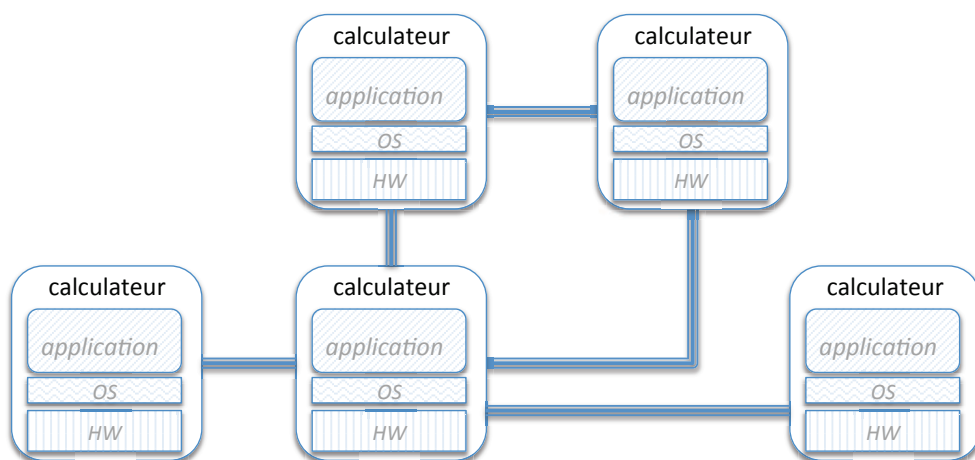 calculateur
application
OS
HW
calculateur
application
OS
HW
calculateur
application
OS
HW
calculateur
application
OS
HW
calculateur
application
OS
HW